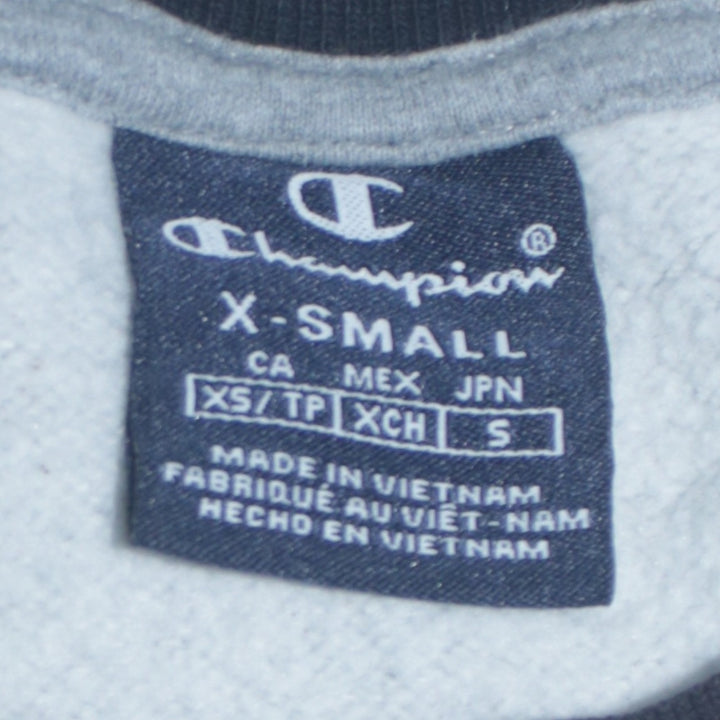 C
Champion®
X-SMALL
CA MEX JPN
XS/TP XCH S
MADE IN VIETNAM
FABRIQUÉ AU VIÊT-NAM
HECHO EN VIETNAM